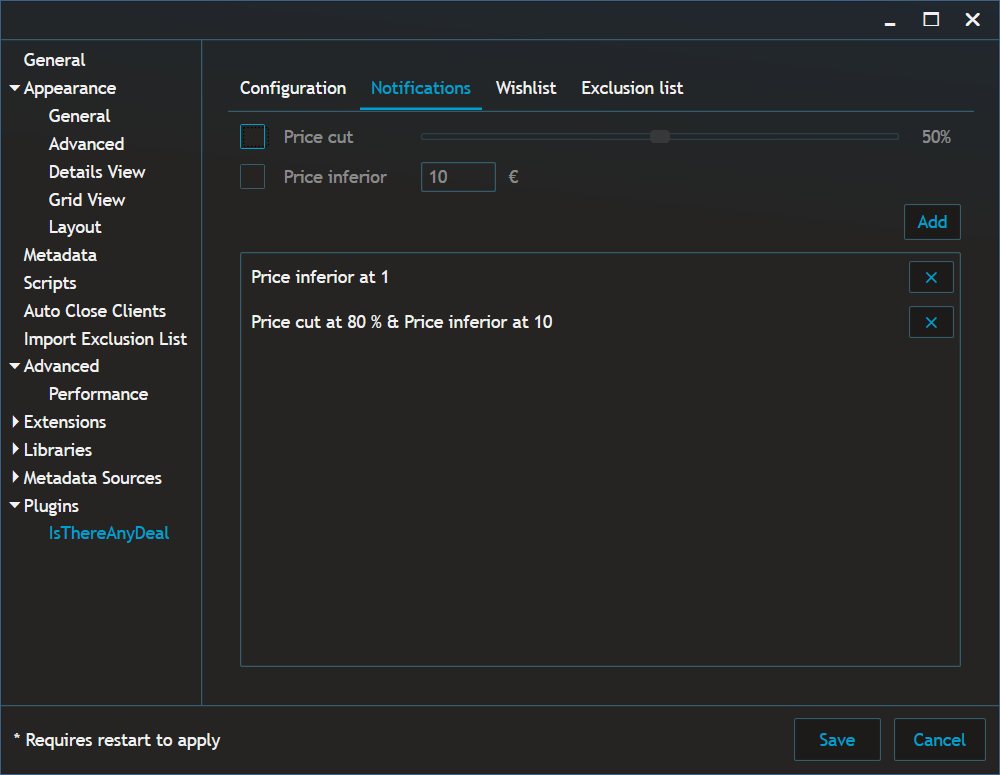 General
Appearance
General
Advanced
Details View
Grid View
Layout
Metadata
Scripts
Auto Close Clients
Import Exclusion List
Advanced
Performance
Extensions
Libraries
Metadata Sources
Plugins
IsThereAnyDeal
Configuration Notifications Wishlist Exclusion list
Price cut 50%
Price inferior 10 €
Add
Price inferior at 1
Price cut at 80 % & Price inferior at 10
* Requires restart to apply
Save Cancel